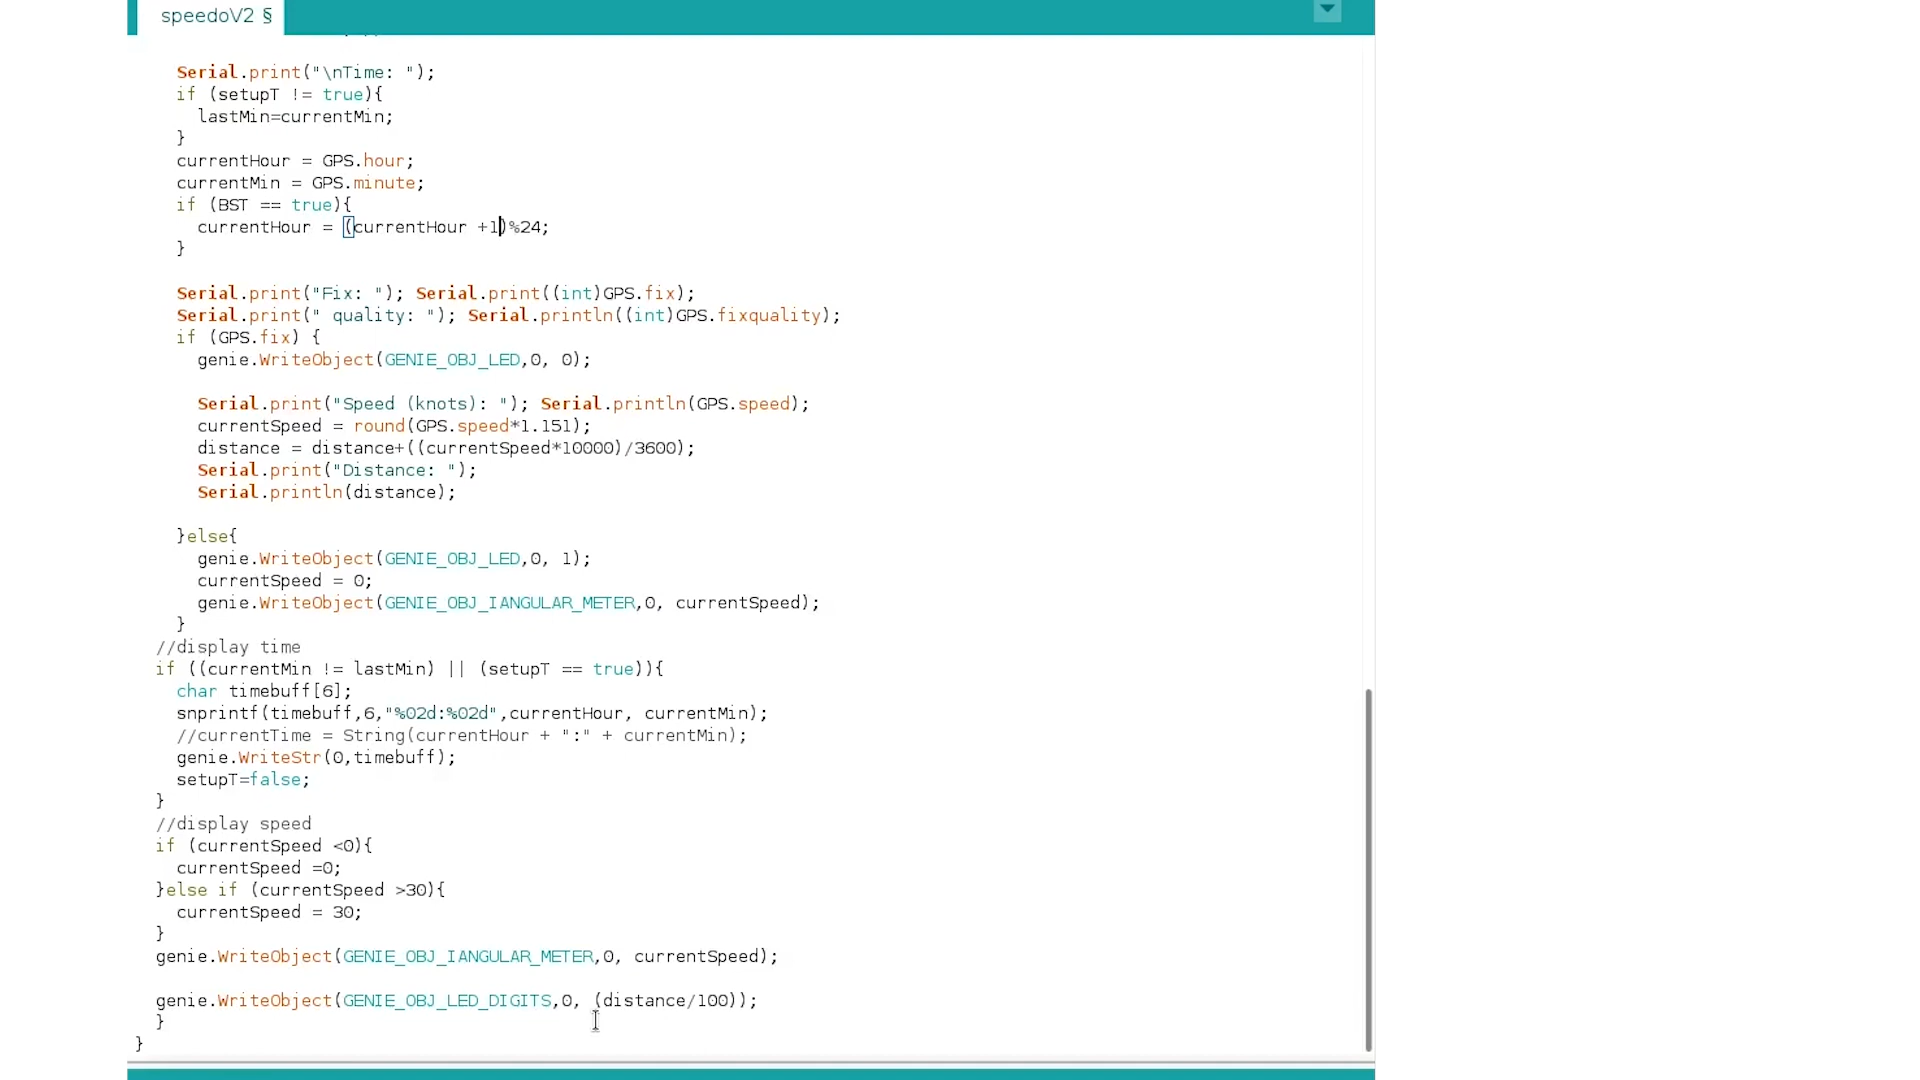 speedoV2 §
Serial.print("\nTime: ");
if (setupT != true){
lastMin=currentMin;
}
currentHour = GPS.hour;
currentMin = GPS.minute;
if (BST == true){
currentHour = (currentHour +1)%24;
}
Serial.print("Fix: "); Serial.print((int)GPS.fix);
Serial.print(" quality: "); Serial.println((int)GPS.fixquality);
if (GPS.fix) {
genie.WriteObject(GENIE_OBJ_LED,0, 0);
Serial.print("Speed (knots): "); Serial.println(GPS.speed);
currentSpeed = round(GPS.speed*1.151);
distance = distance+((currentSpeed*10000)/3600);
Serial.print("Distance: ");
Serial.println(distance);
}else{
genie.WriteObject(GENIE_OBJ_LED,0, 1);
currentSpeed = 0;
genie.WriteObject(GENIE_OBJ_IANGULAR_METER,0, currentSpeed);
}
//display time
if ((currentMin != lastMin) || (setupT == true)){
char timebuff[6];
snprintf(timebuff,6,"%02d:%02d",currentHour, currentMin);
//currentTime = String(currentHour + ":" + currentMin);
genie.WriteStr(0,timebuff);
setupT=false;
}
//display speed
if (currentSpeed <0){
currentSpeed =0;
}else if (currentSpeed >30){
currentSpeed = 30;
}
genie.WriteObject(GENIE_OBJ_IANGULAR_METER,0, currentSpeed);
genie.WriteObject(GENIE_OBJ_LED_DIGITS,0, (distance/100));
}
}